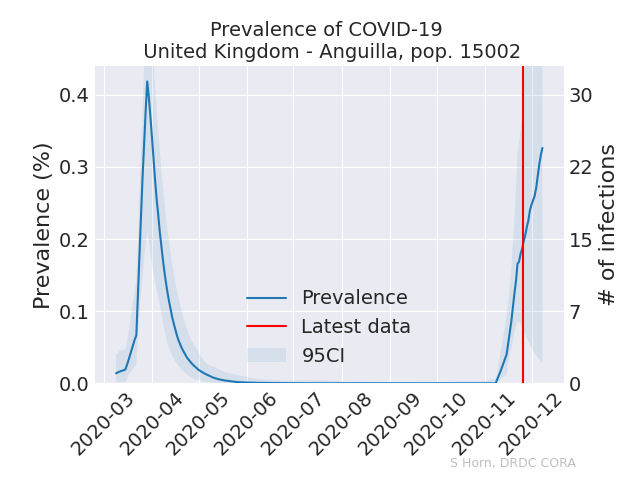 Prevalence of COVID-19
United Kingdom - Anguilla, pop. 15002
Prevalence (%)
0.4
0.3
0.2
0.1
0.0
30
22
15
7
0
# of infections
Prevalence
Latest data
95CI
2020-03
2020-04
2020-05
2020-06
2020-07
2020-08
2020-09
2020-10
2020-11
2020-12
S Horn, DRDC CORA